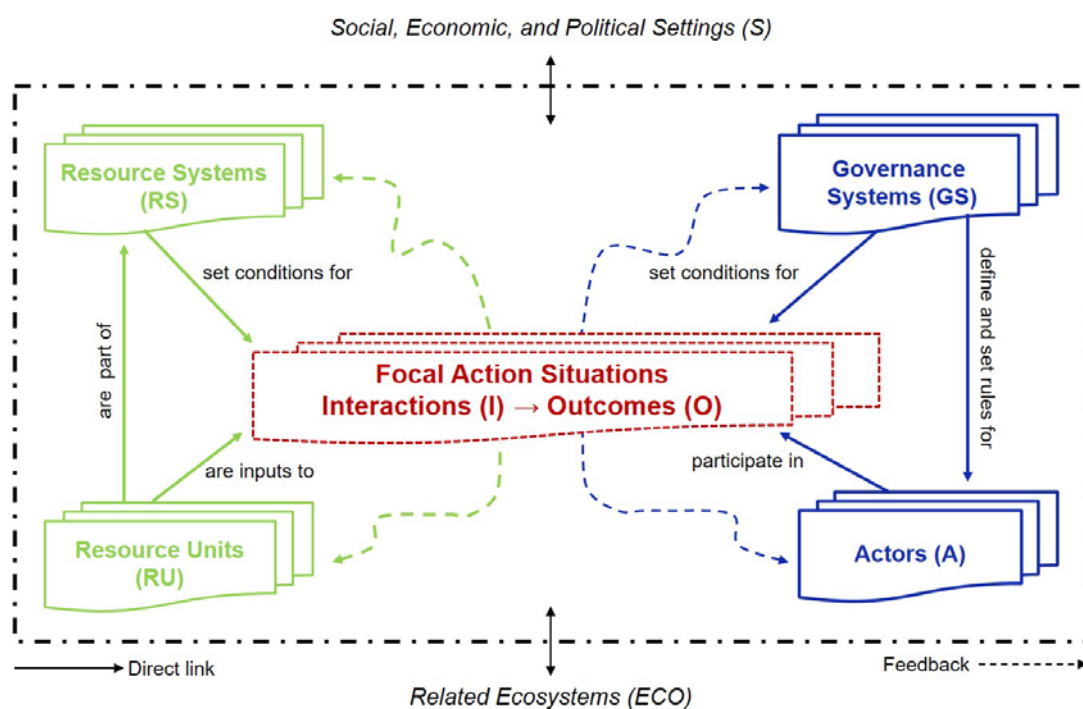 Social, Economic, and Political Settings (S)
Resource Systems
(RS)
Governance
Systems (GS)
set conditions for
set conditions for
are part of
define and set rules for
Focal Action Situations
Interactions (I) → Outcomes (O)
are inputs to
participate in
Resource Units
(RU)
Actors (A)
Direct link
Feedback
Related Ecosystems (ECO)